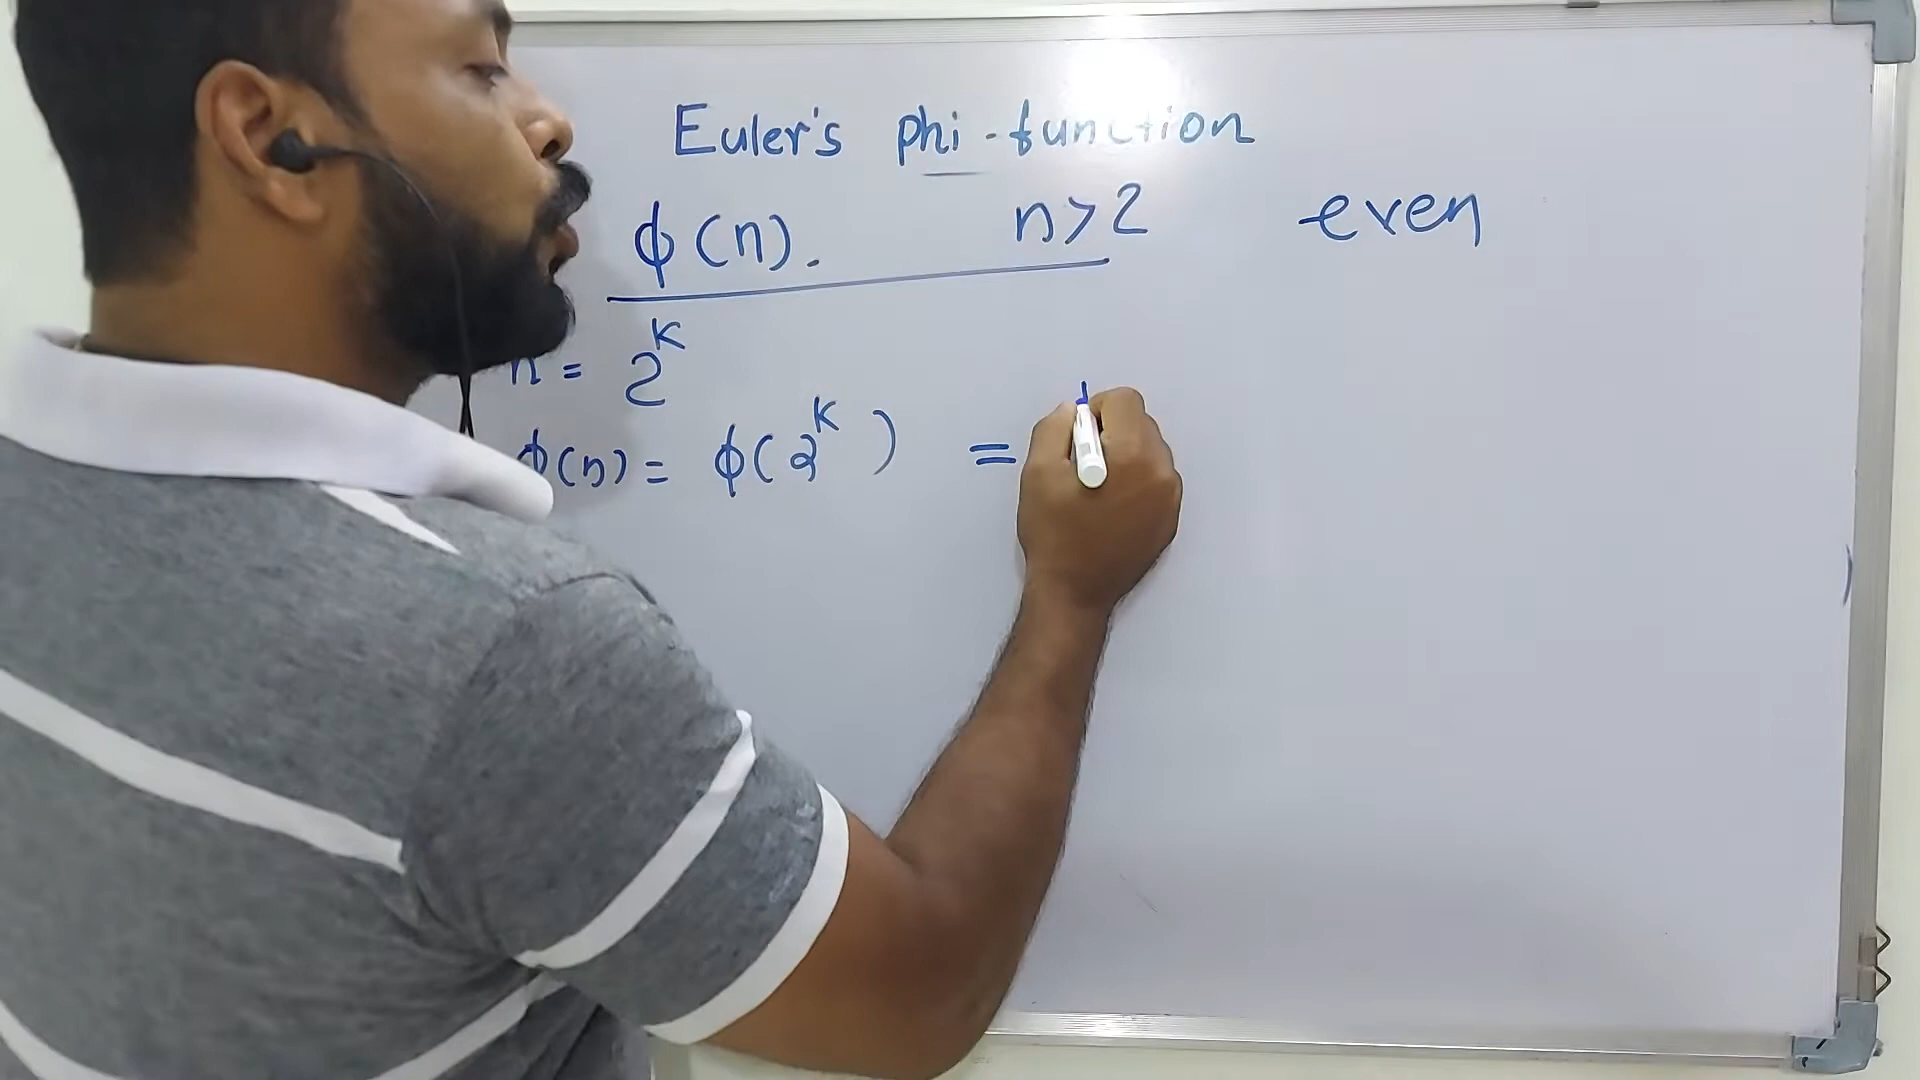 Euler's phi-function
φ(n). n>2 even
n = 2^K
φ(n) = φ(2^K) =